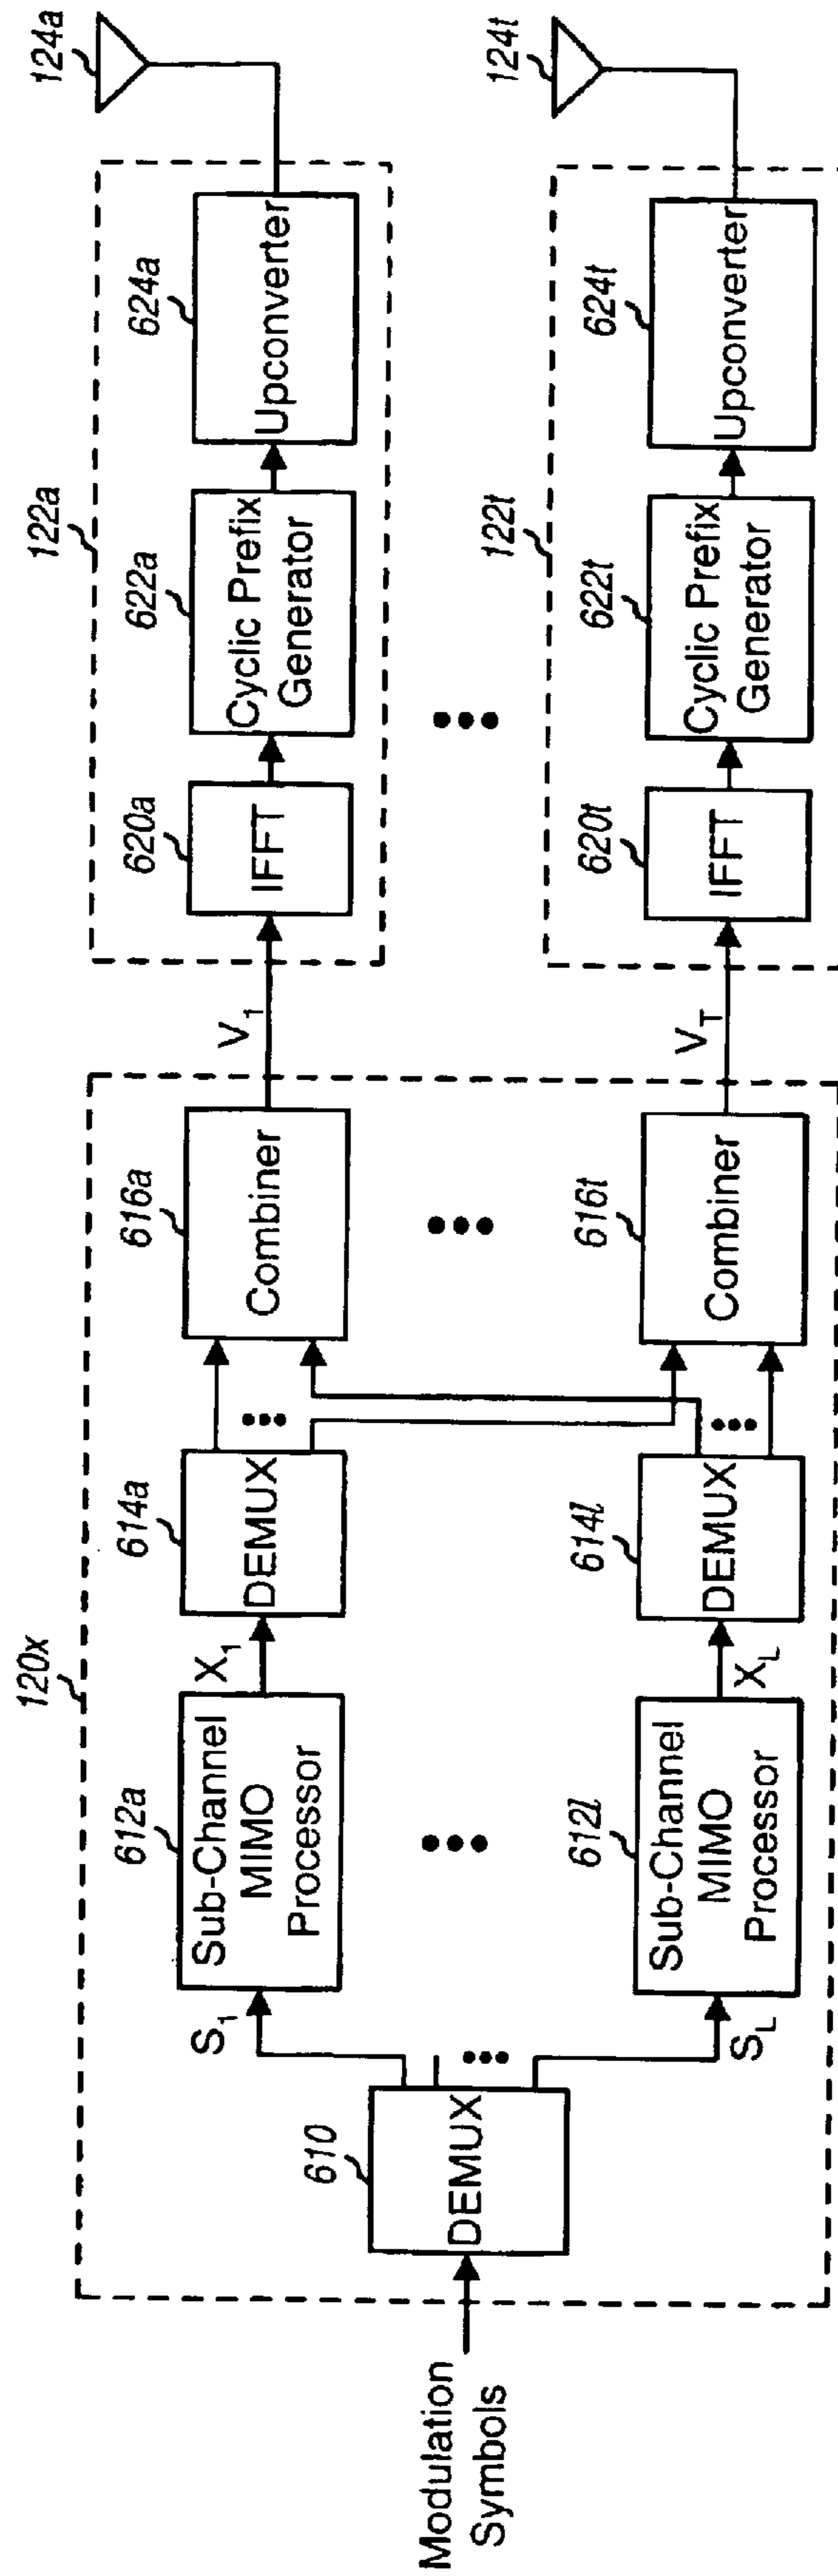 Modulation
Symbols
120x
610
DEMUX
S1
SL
612a
Sub-Channel
MIMO
Processor
612l
Sub-Channel
MIMO
Processor
X1
XL
614a
DEMUX
614l
DEMUX
616a
Combiner
616t
Combiner
V1
VT
122a
620a
IFFT
622a
Cyclic Prefix
Generator
624a
Upconverter
124a
122t
620t
IFFT
622t
Cyclic Prefix
Generator
624t
Upconverter
124t